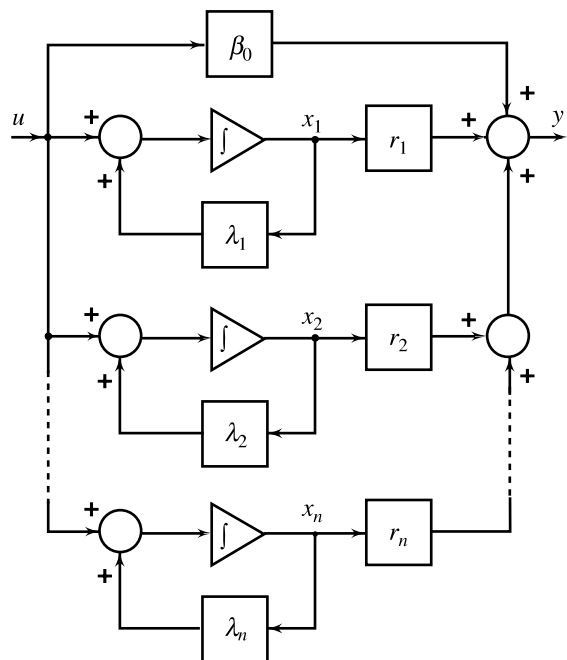 β₀
+
u + ∫ x₁ r₁ + y
+ +
λ₁
+ ∫ x₂ r₂ +
+ +
λ₂
+ ∫ xₙ rₙ
+
λₙ